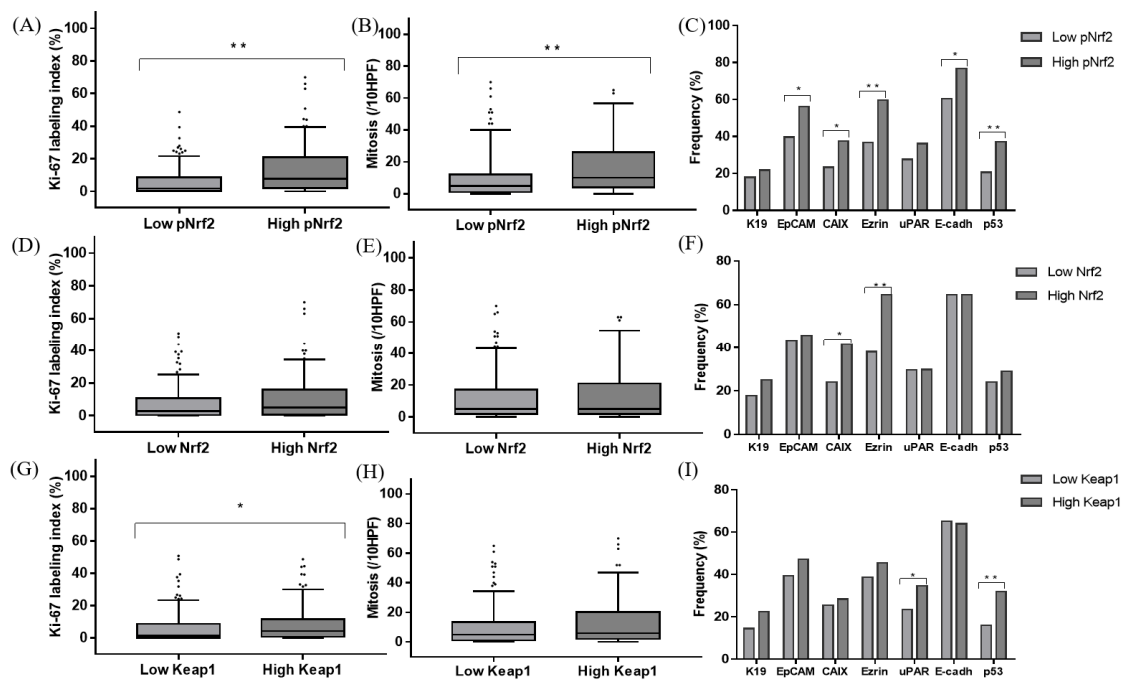 (A)
Ki-67 labeling index (%)
100
80
60
40
20
0
**
Low pNrf2 High pNrf2
(B)
Mitosis (/10HPF)
100
80
60
40
20
0
**
Low pNrf2 High pNrf2
(C)
Frequency (%)
100
80
60
40
20
0
* * ** * **
K19 EpCAM CAIX Ezrin uPAR E-cadh p53
Low pNrf2
High pNrf2
(D)
Ki-67 labeling index (%)
100
80
60
40
20
0
Low Nrf2 High Nrf2
(E)
Mitosis (/10HPF)
100
80
60
40
20
0
Low Nrf2 High Nrf2
(F)
Frequency (%)
80
60
40
20
0
* **
K19 EpCAM CAIX Ezrin uPAR E-cadh p53
Low Nrf2
High Nrf2
(G)
Ki-67 labeling index (%)
100
80
60
40
20
0
*
Low Keap1 High Keap1
(H)
Mitosis (/10HPF)
100
80
60
40
20
0
Low Keap1 High Keap1
(I)
Frequency (%)
80
60
40
20
0
* **
K19 EpCAM CAIX Ezrin uPAR E-cadh p53
Low Keap1
High Keap1